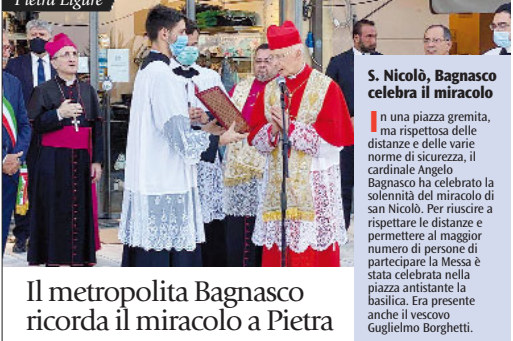 Pietra Ligure
Il metropolita Bagnasco
ricorda il miracolo a Pietra
S. Nicolò, Bagnasco
celebra il miracolo
In una piazza gremita,
ma rispettosa delle
distanze e delle varie
norme di sicurezza, il
cardinale Angelo
Bagnasco ha celebrato la
solennità del miracolo di
san Nicolò. Per riuscire a
rispettare le distanze e
permettere al maggior
numero di persone di
partecipare la Messa è
stata celebrata nella
piazza antistante la
basilica. Era presente
anche il vescovo
Guglielmo Borghetti.